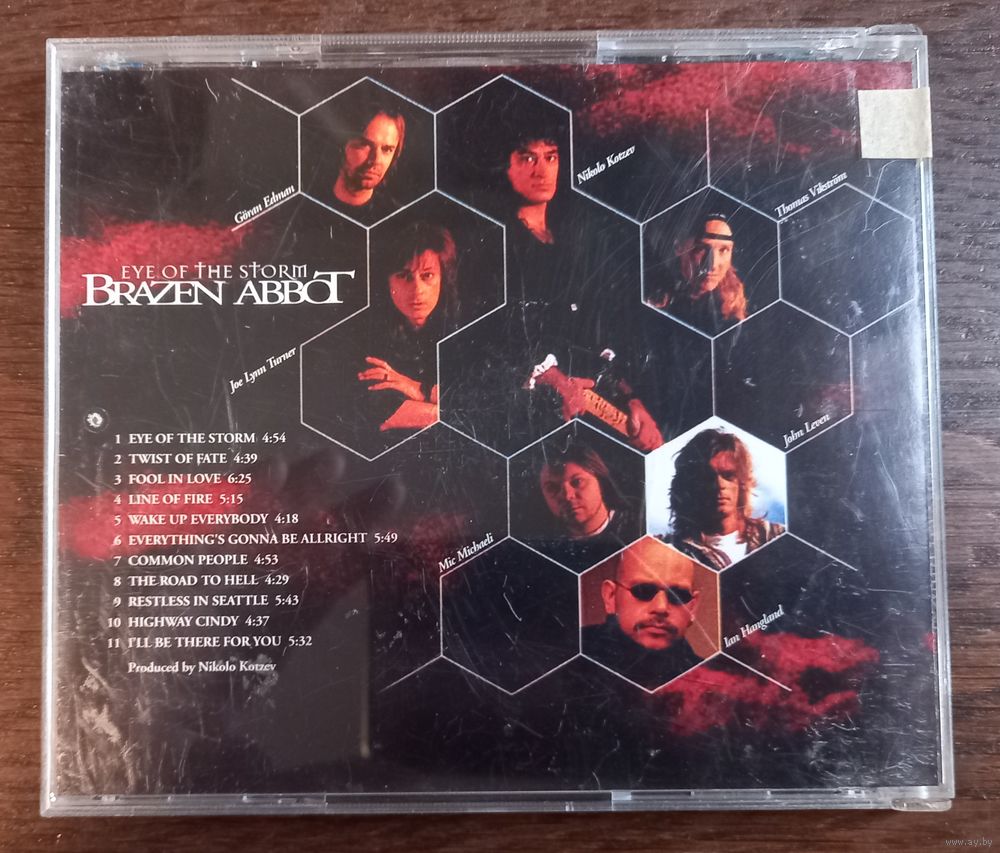 Göran Edman
Nikolo Kotzev
Thomas Vikström
EYE OF THE STORM
BRAZEN ABBOT
Joe Lynn Turner
John Leven
1 EYE OF THE STORM 4:54
2 TWIST OF FATE 4:39
3 FOOL IN LOVE 6:25
4 LINE OF FIRE 5:15
5 WAKE UP EVERYBODY 4:18
6 EVERYTHING'S GONNA BE ALLRIGHT 5:49
7 COMMON PEOPLE 4:53
8 THE ROAD TO HELL 4:29
9 RESTLESS IN SEATTLE 5:43
10 HIGHWAY CINDY 4:37
11 I'LL BE THERE FOR YOU 5:32
Produced by Nikolo Kotzev
Mic Michaeli
Ian Haugland
www.ay.by